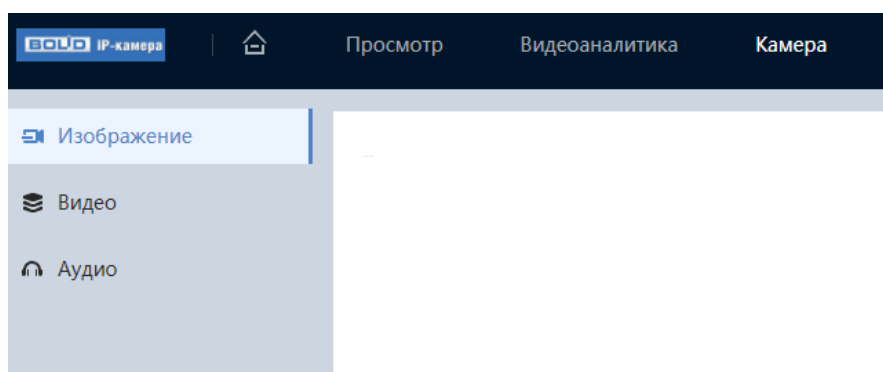 BOLID IP-камера
Просмотр
Видеоаналитика
Камера
Изображение
Видео
Аудио